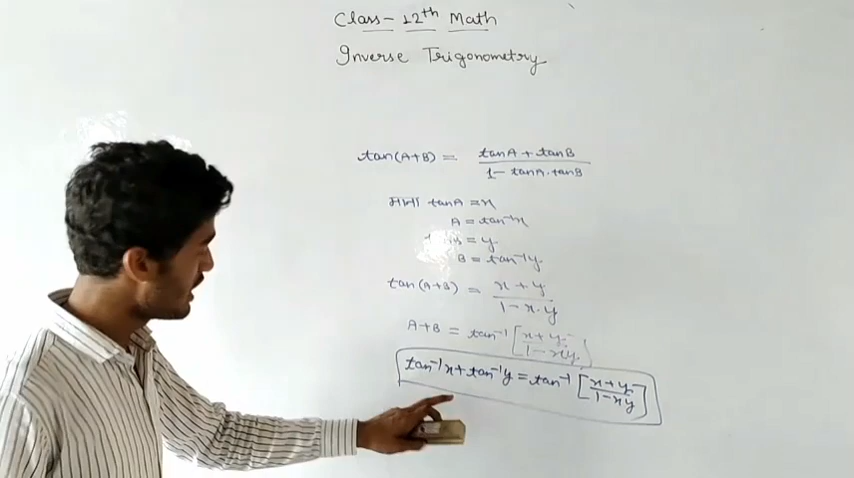 Class- 12th Math
Inverse Trigonometry
tan(A+B) = tanA + tanB / 1 - tanA.tanB
माना tanA = x
A = tan⁻¹x
= y
B = tan⁻¹y
tan(A+B) = x + y / 1 - x.y
A+B = tan⁻¹ [x+y / 1-xy]
tan⁻¹x + tan⁻¹y = tan⁻¹ [x+y / 1-xy]